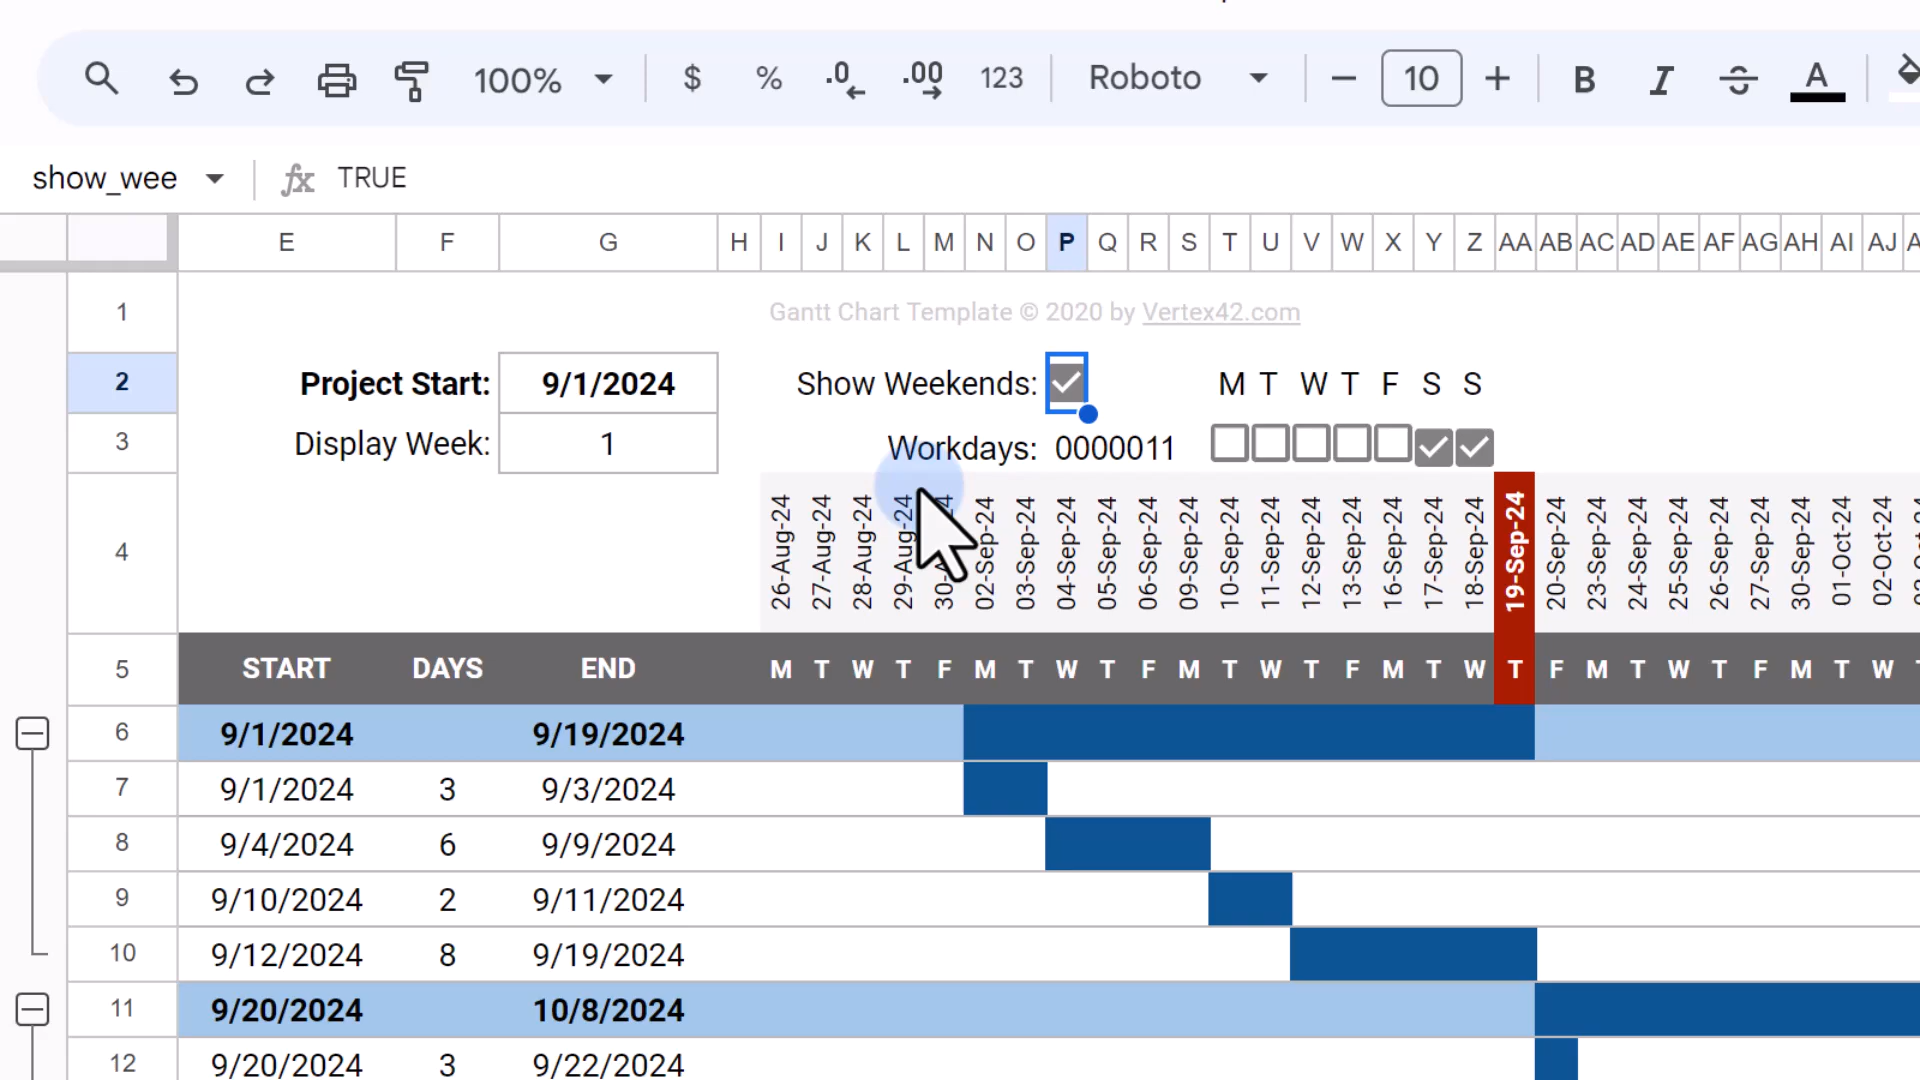 100% $ % .0 .00 123 Roboto 10 B I S A
show_wee fx TRUE
E F G H I J K L M N O P Q R S T U V W X Y Z AA AB AC AD AE AF AG AH AI AJ
1 Gantt Chart Template © 2020 by Vertex42.com
2 Project Start: 9/1/2024 Show Weekends: M T W T F S S
3 Display Week: 1 Workdays: 0000011
4 26-Aug-24 27-Aug-24 28-Aug-24 29-Aug-24 02-Sep-24 03-Sep-24 04-Sep-24 05-Sep-24 06-Sep-24 09-Sep-24 10-Sep-24 11-Sep-24 12-Sep-24 13-Sep-24 16-Sep-24 17-Sep-24 18-Sep-24 19-Sep-24 20-Sep-24 23-Sep-24 24-Sep-24 25-Sep-24 26-Sep-24 27-Sep-24 30-Sep-24 01-Oct-24 02-Oct-24
5 START DAYS END M T W T F M T W T F M T W T F M T W T F M T W T F M T W
6 9/1/2024 9/19/2024
7 9/1/2024 3 9/3/2024
8 9/4/2024 6 9/9/2024
9 9/10/2024 2 9/11/2024
10 9/12/2024 8 9/19/2024
11 9/20/2024 10/8/2024
12 9/20/2024 3 9/22/2024